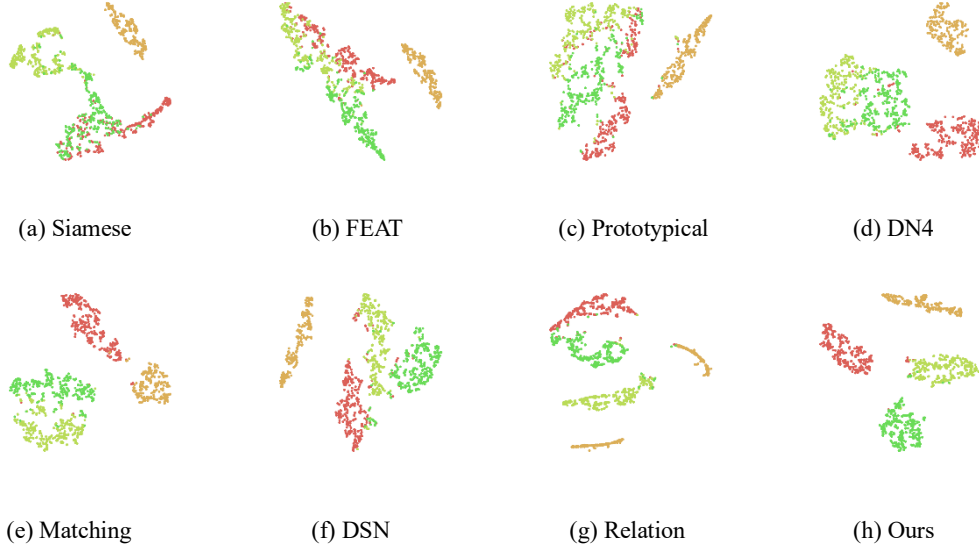 (a) Siamese (b) FEAT (c) Prototypical (d) DN4
(e) Matching (f) DSN (g) Relation (h) Ours